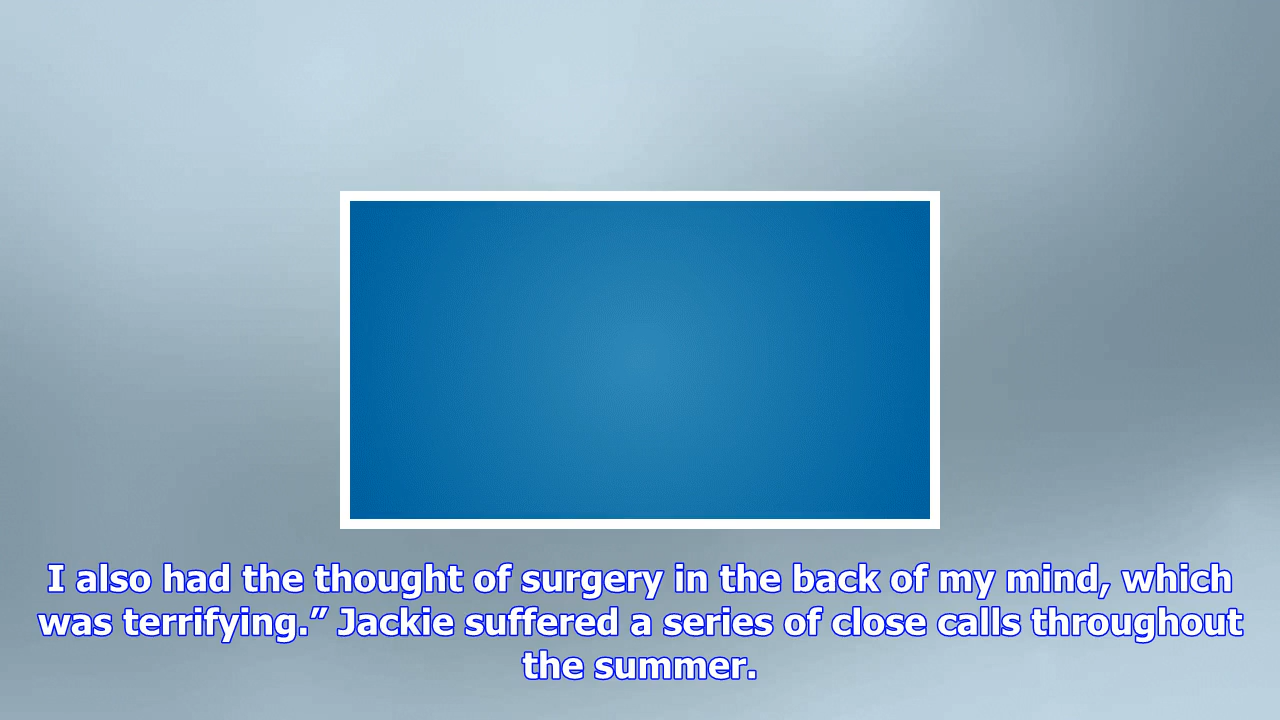 I also had the thought of surgery in the back of my mind, which
was terrifying.” Jackie suffered a series of close calls throughout
the summer.